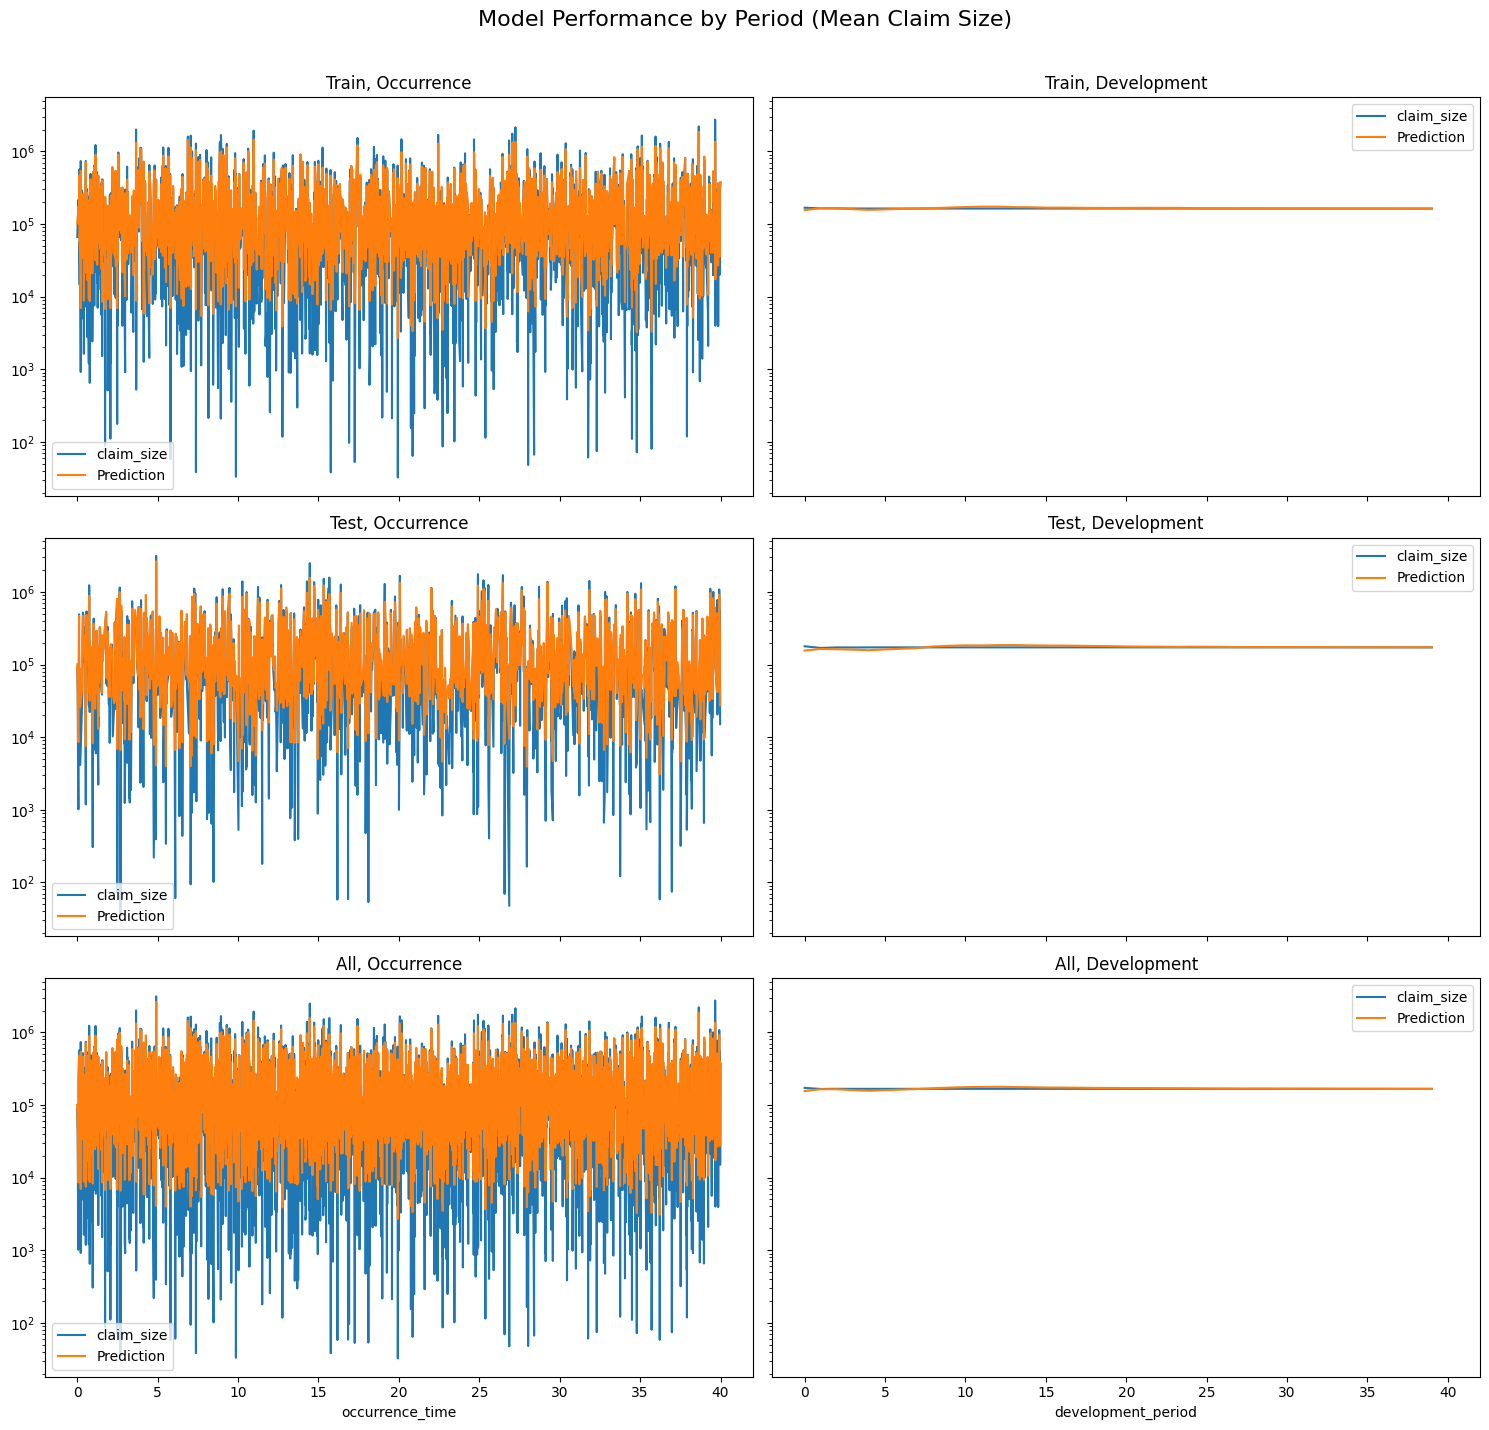 Model Performance by Period (Mean Claim Size)
Train, Occurrence
10^6
10^5
10^4
10^3
10^2
claim_size
Prediction
Train, Development
claim_size
Prediction
Test, Occurrence
10^6
10^5
10^4
10^3
10^2
claim_size
Prediction
Test, Development
claim_size
Prediction
All, Occurrence
10^6
10^5
10^4
10^3
10^2
claim_size
Prediction
0 5 10 15 20 25 30 35 40
occurrence_time
All, Development
claim_size
Prediction
0 5 10 15 20 25 30 35 40
development_period